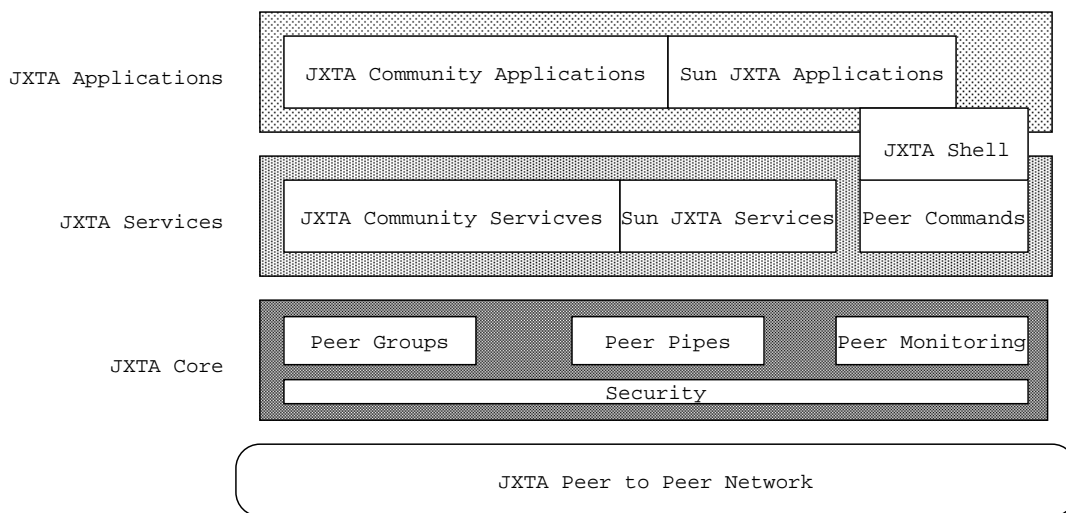 JXTA Applications
JXTA Community Applications
Sun JXTA Applications
JXTA Shell
JXTA Services
JXTA Community Servicves
Sun JXTA Services
Peer Commands
JXTA Core
Peer Groups
Peer Pipes
Peer Monitoring
Security
JXTA Peer to Peer Network